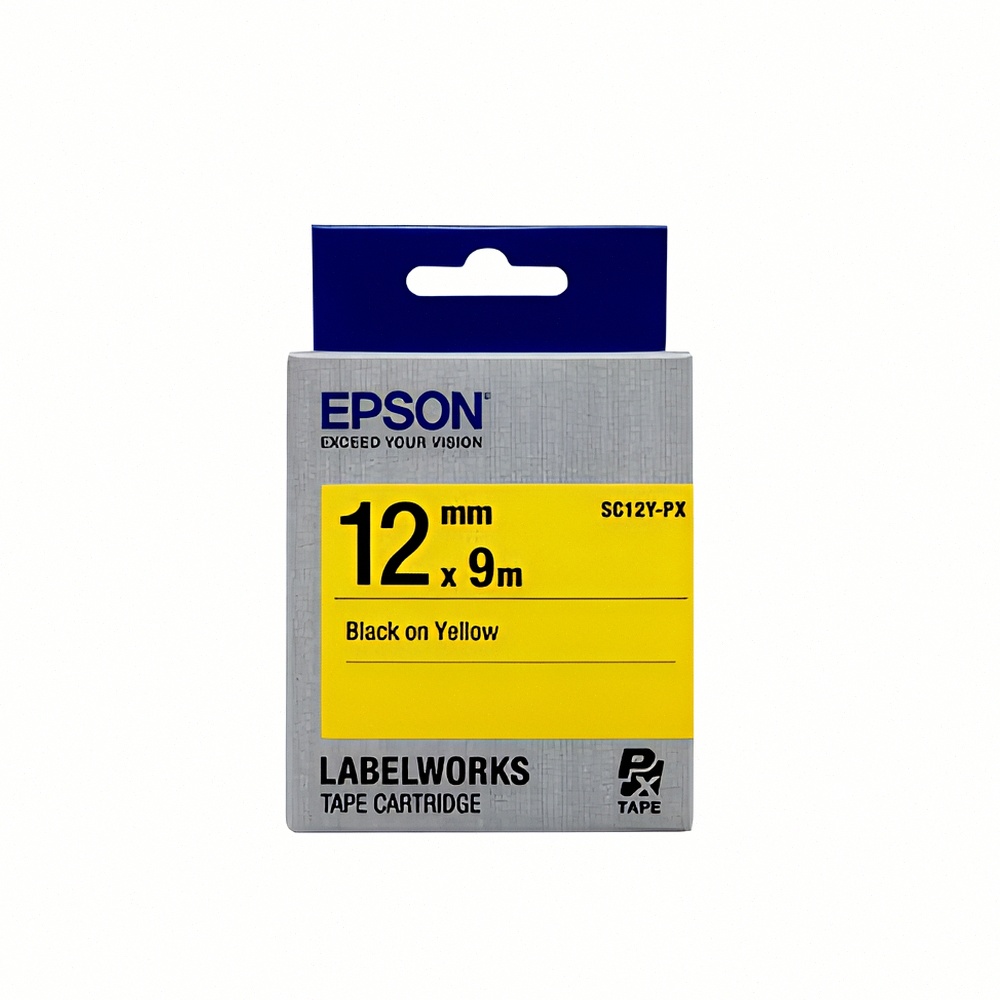 EPSON
EXCEED YOUR VISION
12 mm x 9m
SC12Y-PX
Black on Yellow
LABELWORKS
TAPE CARTRIDGE
PX
TAPE